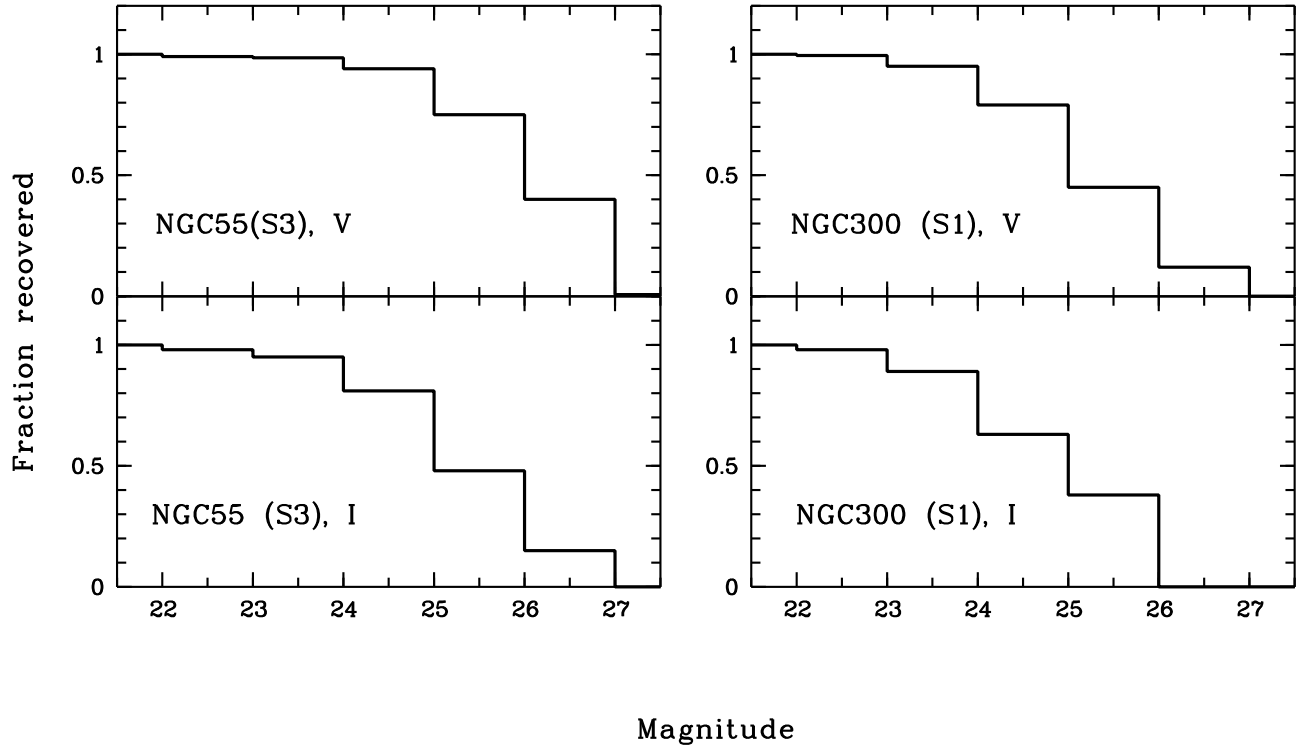 Fraction recovered
1
0.5
0
NGC55(S3), V
1
0.5
0
NGC300 (S1), V
1
0.5
0
NGC55 (S3), I
22 23 24 25 26 27
1
0.5
0
NGC300 (S1), I
22 23 24 25 26 27
Magnitude